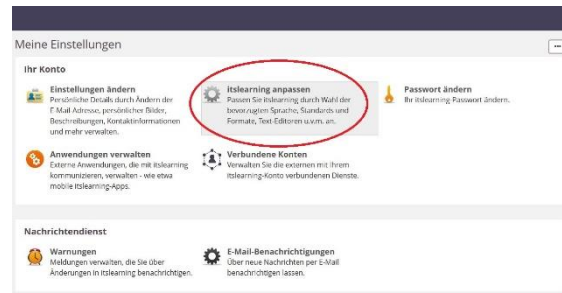 Meine Einstellungen
Ihr Konto
Einstellungen ändern
Persönliche Details durch Ändern der
E-Mail Adresse, persönlicher Bilder,
Beschreibungen, Kontaktinformationen
und mehr verwalten.
itslearning anpassen
Passen Sie itslearning durch Wahl der
bevorzugten Sprache, Standards und
Formate, Text-Editoren u.v.m. an.
Passwort ändern
Ihr itslearning-Passwort ändern.
Anwendungen verwalten
Externe Anwendungen, die mit itslearning
kommunizieren, verwalten - wie etwa
mobile itslearning-Apps.
Verbundene Konten
Verwalten Sie die externen mit Ihrem
itslearning-Konto verbundenen Dienste.
Nachrichtendienst
Warnungen
Meldungen verwalten, die Sie über
Änderungen in itslearning benachrichtigen.
E-Mail-Benachrichtigungen
Über neue Nachrichten per E-Mail
benachrichtigen lassen.